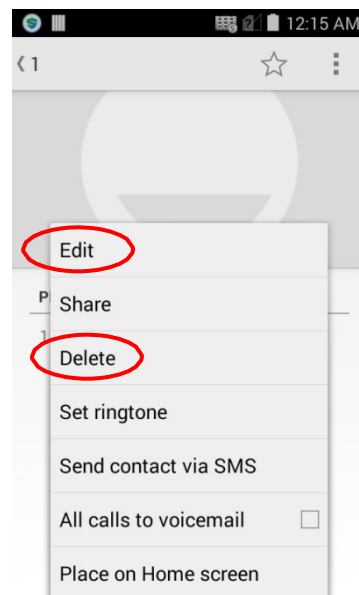 12:15 AM
1
Edit
P
Share
1
Delete
Set ringtone
Send contact via SMS
All calls to voicemail
Place on Home screen